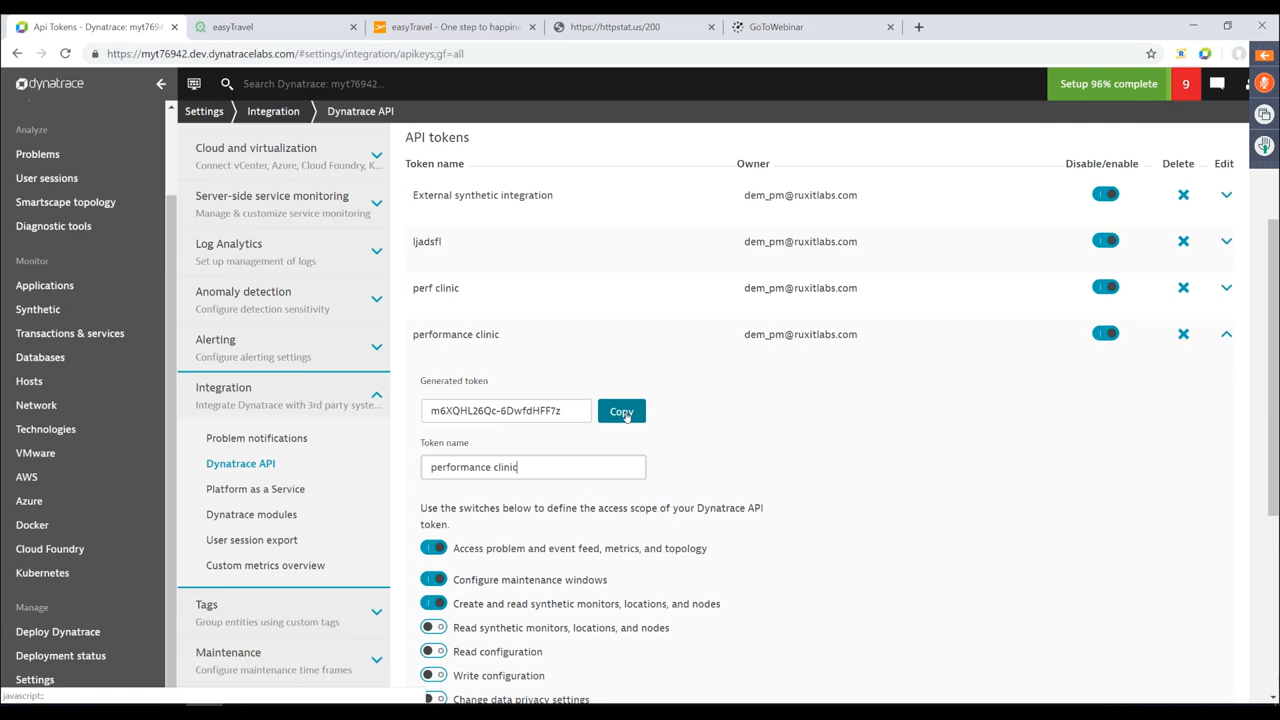 Api Tokens - Dynatrace: myt769
easyTravel
easyTravel - One step to happin
https://httpstat.us/200
GoToWebinar
https://myt76942.dev.dynatracelabs.com/#settings/integration/apikeys;gf=all
dynatrace
Search Dynatrace: myt76942...
Setup 96% complete
9
Settings
Integration
Dynatrace API
Analyze
Problems
User sessions
Smartscape topology
Diagnostic tools
Monitor
Applications
Synthetic
Transactions & services
Databases
Hosts
Network
Technologies
VMware
AWS
Azure
Docker
Cloud Foundry
Kubernetes
Manage
Deploy Dynatrace
Deployment status
Settings
javascript:;
Cloud and virtualization
Connect vCenter, Azure, Cloud Foundry, K...
Server-side service monitoring
Manage & customize service monitoring
Log Analytics
Set up management of logs
Anomaly detection
Configure detection sensitivity
Alerting
Configure alerting settings
Integration
Integrate Dynatrace with 3rd party syste...
Problem notifications
Dynatrace API
Platform as a Service
Dynatrace modules
User session export
Custom metrics overview
Tags
Group entities using custom tags
Maintenance
Configure maintenance time frames
API tokens
Token name Owner Disable/enable Delete Edit
External synthetic integration dem_pm@ruxitlabs.com
ljadsfl dem_pm@ruxitlabs.com
perf clinic dem_pm@ruxitlabs.com
performance clinic dem_pm@ruxitlabs.com
Generated token
m6XQHL26Qc-6DwfdHFF7z Copy
Token name
performance clinic
Use the switches below to define the access scope of your Dynatrace API
token.
Access problem and event feed, metrics, and topology
Configure maintenance windows
Create and read synthetic monitors, locations, and nodes
Read synthetic monitors, locations, and nodes
Read configuration
Write configuration
Change data privacy settings